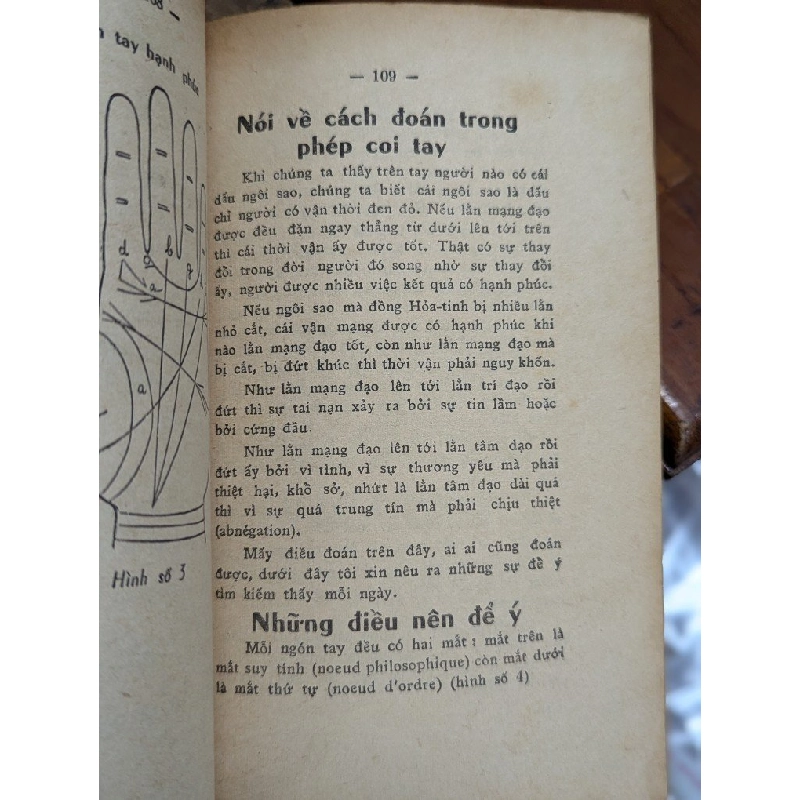 08 —
tay hạnh phúc
Hình số 3
— 109 —
Nói về cách đoán trong
phép coi tay
Khi chúng ta thấy trên tay người nào có cái
dấu ngôi sao, chúng ta biết cái ngôi sao là dấu
chỉ người có vận thời đen đỏ. Nếu lằn mạng đạo
được đều đặn ngay thẳng từ dưới lên tới trên
thì cái thời vận ấy được tốt. Thật có sự thay
đồi trong đời người đó song nhờ sự thay đồi
ấy, người được nhiều việc kết quả có hạnh phúc.
Nếu ngôi sao mà đồng Hỏa-tinh bị nhiều lằn
nhỏ cắt, cái vận mạng được có hạnh phúc khi
nào lằn mạng đạo tốt, còn như lằn mạng đạo mà
bị cắt, bị đứt khúc thì thời vận phải nguy khốn.
Như lằn mạng đạo lên tới lằn trí đạo rồi
đứt thì sự tai nạn xảy ra bởi sự tin lầm hoặc
bởi cứng đầu.
Như lằn mạng đạo lên tới lằn tâm đạo rồi
đứt ấy bởi vì tình, vì sự thương yêu mà phải
thiệt hại, khổ sở, nhứt là lằn tâm đạo dài quá
thì vì sự quá trung tín mà phải chịu thiệt
(abnégation).
Mấy điều đoán trên đây, ai ai cũng đoán
được, dưới đây tôi xin nêu ra những sự đề ý
tìm kiếm thấy mỗi ngày.
Những điều nên để ý
Mỗi ngón tay đều có hai mắt : mắt trên là
mắt suy tính (noeud philosophique) còn mắt dưới
là mắt thứ tự (noeud d'ordre) (hình số 4)